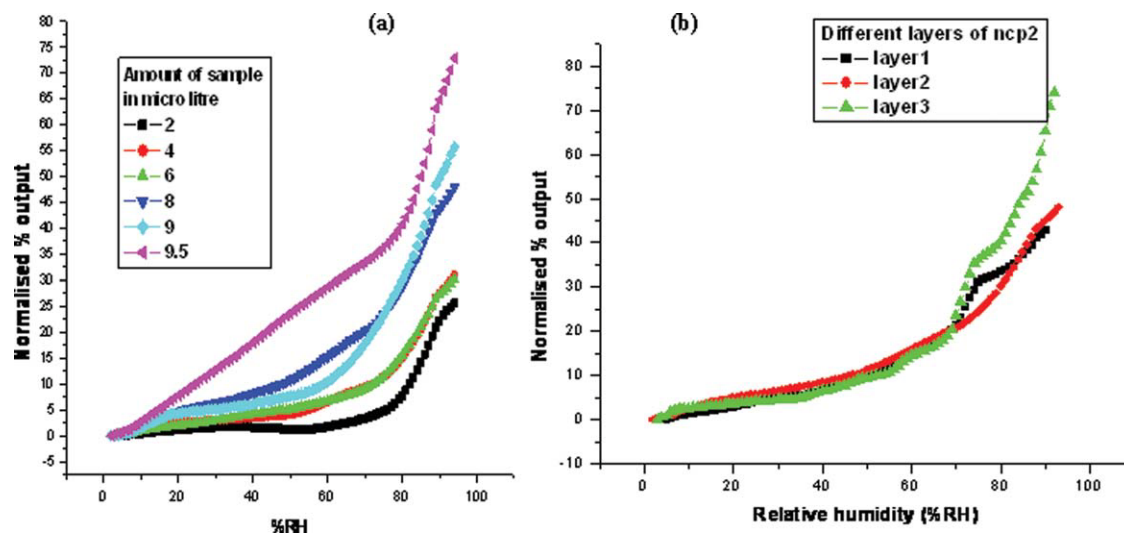 (a)
80
75
70
65
60
55
50
45
40
35
30
25
20
15
10
5
0
-5
Normalised % output
Amount of sample
in micro litre
2
4
6
8
9
9.5
0 20 40 60 80 100
%RH
(b)
80
70
60
50
40
30
20
10
0
-10
Normalised % output
Different layers of ncp2
layer1
layer2
layer3
0 20 40 60 80 100
Relative humidity (%RH)